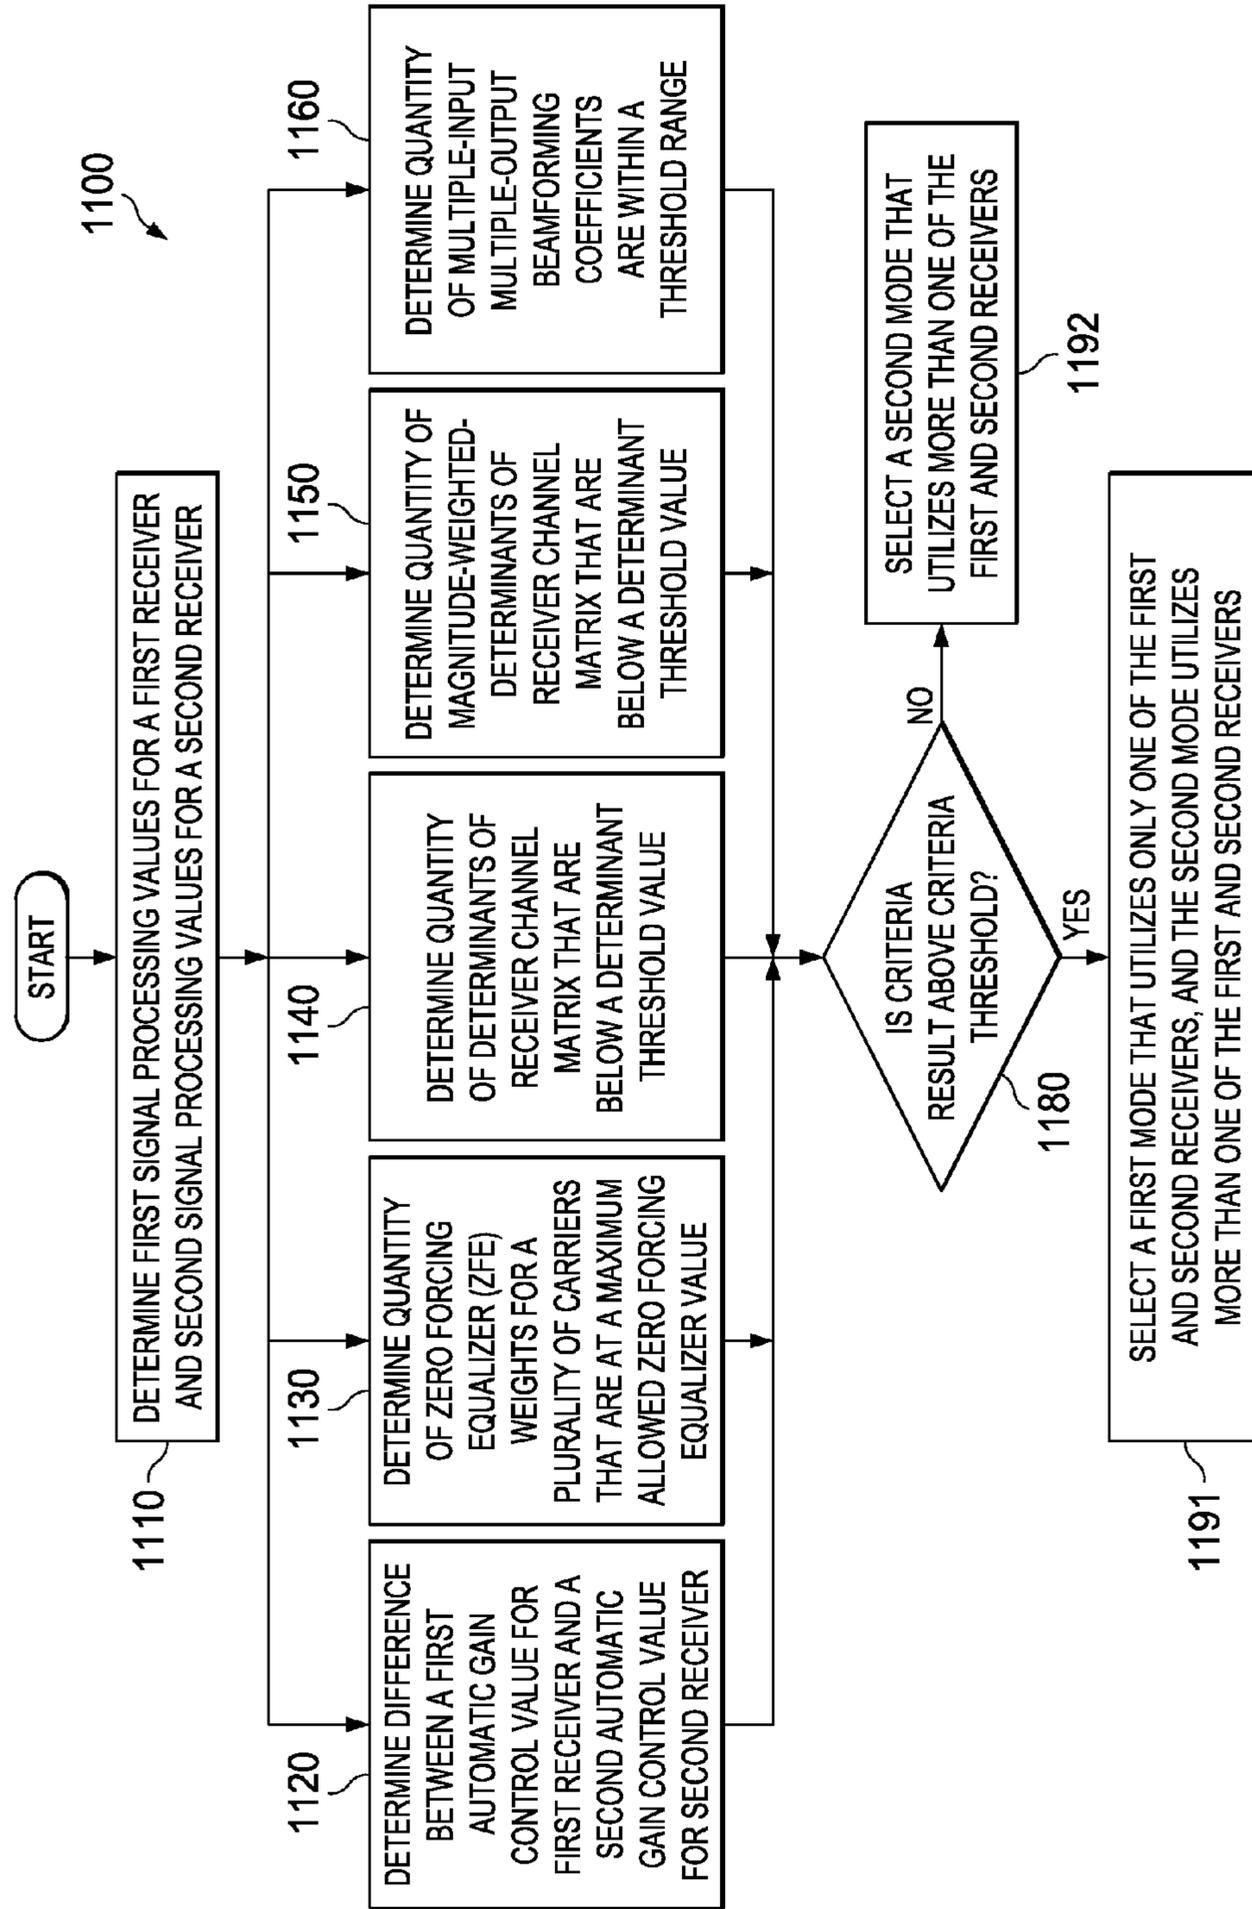 1100
START
1110
DETERMINE FIRST SIGNAL PROCESSING VALUES FOR A FIRST RECEIVER
AND SECOND SIGNAL PROCESSING VALUES FOR A SECOND RECEIVER
1120
DETERMINE DIFFERENCE
BETWEEN A FIRST
AUTOMATIC GAIN
CONTROL VALUE FOR
FIRST RECEIVER AND A
SECOND AUTOMATIC
GAIN CONTROL VALUE
FOR SECOND RECEIVER
1130
DETERMINE QUANTITY
OF ZERO FORCING
EQUALIZER (ZFE)
WEIGHTS FOR A
PLURALITY OF CARRIERS
THAT ARE AT A MAXIMUM
ALLOWED ZERO FORCING
EQUALIZER VALUE
1140
DETERMINE QUANTITY
OF DETERMINANTS OF
RECEIVER CHANNEL
MATRIX THAT ARE
BELOW A DETERMINANT
THRESHOLD VALUE
1150
DETERMINE QUANTITY OF
MAGNITUDE-WEIGHTED-
DETERMINANTS OF
RECEIVER CHANNEL
MATRIX THAT ARE
BELOW A DETERMINANT
THRESHOLD VALUE
1160
DETERMINE QUANTITY
OF MULTIPLE-INPUT
MULTIPLE-OUTPUT
BEAMFORMING
COEFFICIENTS
ARE WITHIN A
THRESHOLD RANGE
IS CRITERIA
RESULT ABOVE CRITERIA
THRESHOLD?
1180
NO
SELECT A SECOND MODE THAT
UTILIZES MORE THAN ONE OF THE
FIRST AND SECOND RECEIVERS
1192
YES
SELECT A FIRST MODE THAT UTILIZES ONLY ONE OF THE FIRST
AND SECOND RECEIVERS, AND THE SECOND MODE UTILIZES
MORE THAN ONE OF THE FIRST AND SECOND RECEIVERS
1191